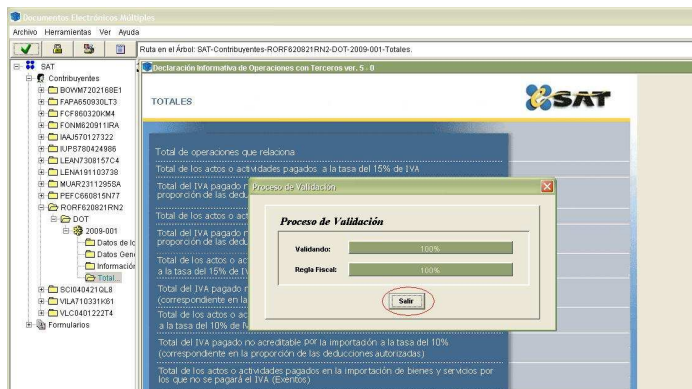 Documentos Electrónicos Múltiples
Archivo Herramientas Ver Ayuda
Ruta en el Árbol: SAT-Contribuyentes-RORF620821RN2-DOT-2009-001-Totales.
SAT
Contribuyentes
BOWM7202168E1
FAPA650930LT3
FCF860320KM4
FONM620911IRA
IAAJ570127322
IUPS780424986
LEAN7308157C4
LENA191103738
MUAR2311295SA
PEFC660815N77
RORF620821RN2
DOT
2009-001
Datos de lo
Datos Gene
Información
Total...
SCI040421QL8
VILA710331K61
VLC0401222T4
Formularios
Declaración Informativa de Operaciones con Terceros ver. 5 - 0
TOTALES
SAT
Total de operaciones que relaciona
Total de los actos o actividades pagados a la tasa del 15% de IVA
Total del IVA pagado n
proporción de las dedu
Total de los actos o act
Total del IVA pagado n
proporción de las dedu
Total de los actos o ac
a la tasa del 15% de IV
Total del IVA pagado n
(correspondiente en la
Total de los actos o ac
a la tasa del 10% de IV
Total del IVA pagado no acreditable por la importación a la tasa del 10%
(correspondiente en la proporción de las deducciones autorizadas)
Total de los actos o actividades pagados en la importación de bienes y servicios por
los que no se pagará el IVA (Exentos)
Proceso de Validación
Proceso de Validación
Validando: 100%
Regla Fiscal: 100%
Salir